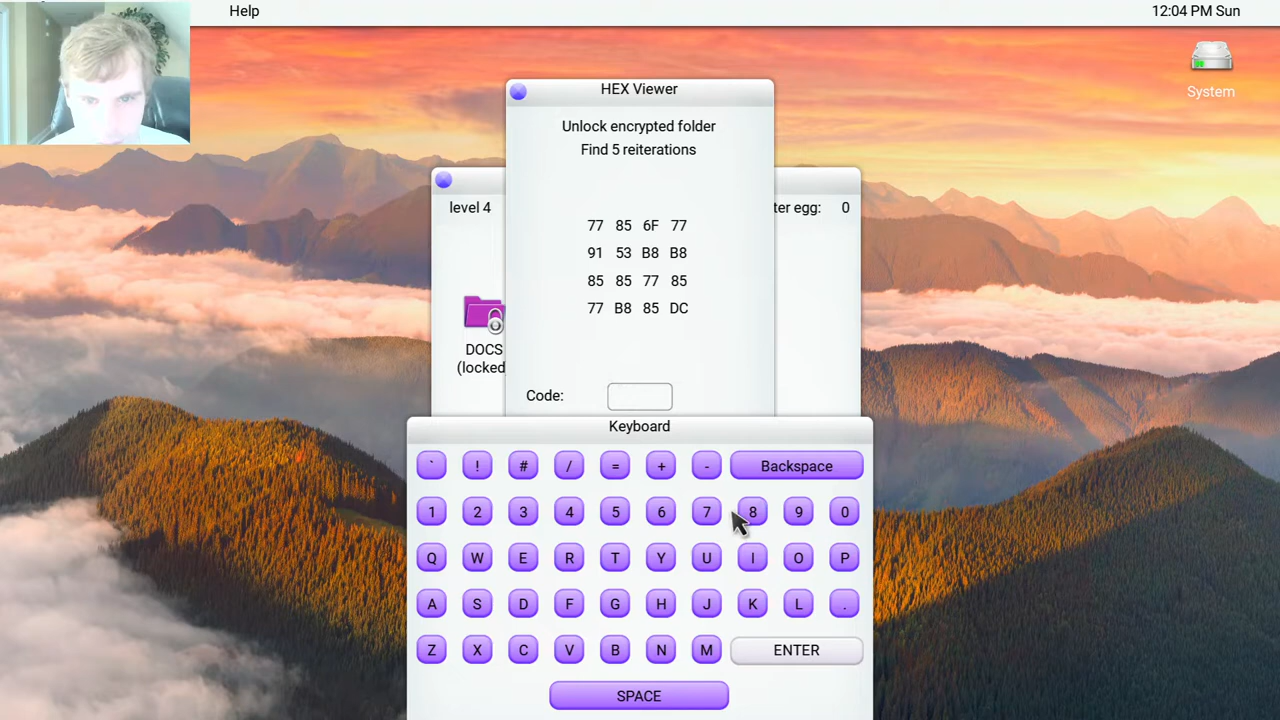 Help
12:04 PM Sun
System
HEX Viewer
Unlock encrypted folder
Find 5 reiterations
level 4
ter egg: 0
77 85 6F 77
91 53 B8 B8
85 85 77 85
77 B8 85 DC
DOCS
(locked
Code:
Keyboard
` ! # / = + - Backspace
1 2 3 4 5 6 7 8 9 0
Q W E R T Y U I O P
A S D F G H J K L .
Z X C V B N M ENTER
SPACE